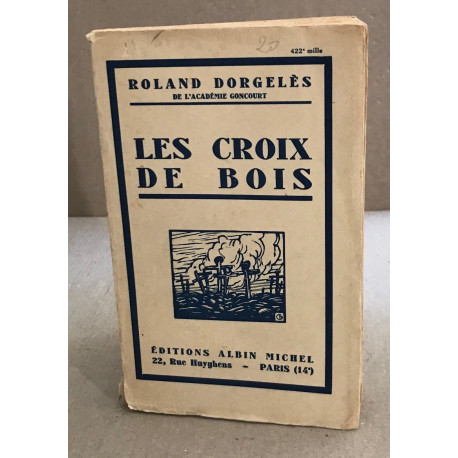 20
422e mille
ROLAND DORGELÈS
DE L'ACADÉMIE GONCOURT
LES CROIX
DE BOIS
ÉDITIONS ALBIN MICHEL
22, Rue Huyghens – PARIS (14e)